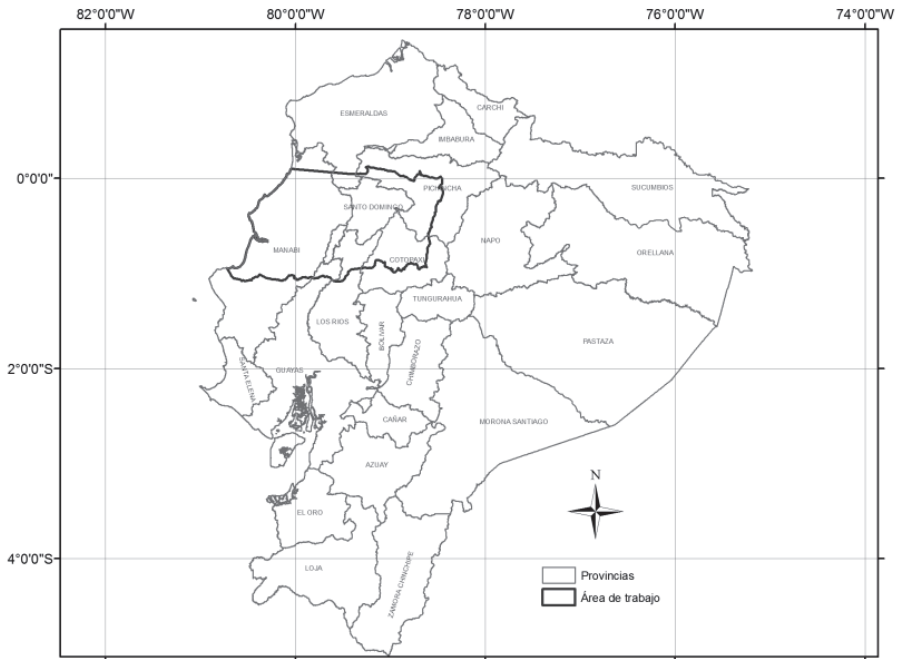 82°0'0"W 80°0'0"W 78°0'0"W 76°0'0"W 74°0'0"W
ESMERALDAS
CARCHI
IMBABURA
0°0'0"
PICHINCHA
SUCUMBIOS
SANTO DOMINGO
NAPO
MANABI
ORELLANA
COTOPAXI
TUNGURAHUA
LOS RIOS
BOLIVAR
PASTAZA
CHIMBORAZO
SANTA ELENA
GUAYAS
2°0'0"S
CAÑAR
MORONA SANTIAGO
AZUAY
N
EL ORO
4°0'0"S
LOJA
ZAMORA CHINCHIPE
Provincias
Área de trabajo